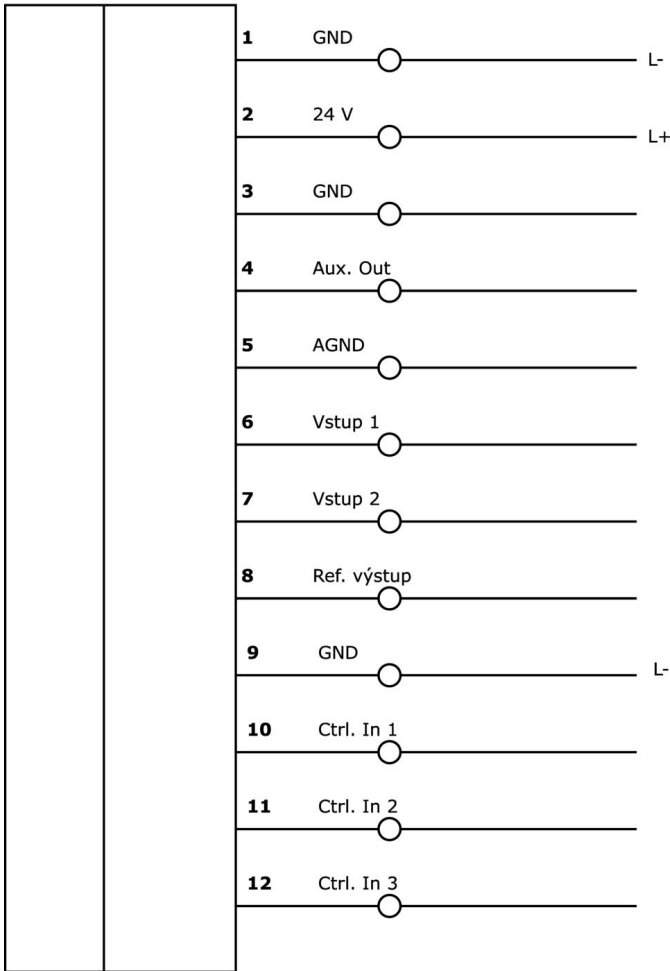 1 GND
L-
2 24 V
L+
3 GND
4 Aux. Out
5 AGND
6 Vstup 1
7 Vstup 2
8 Ref. výstup
9 GND
L-
10 Ctrl. In 1
11 Ctrl. In 2
12 Ctrl. In 3